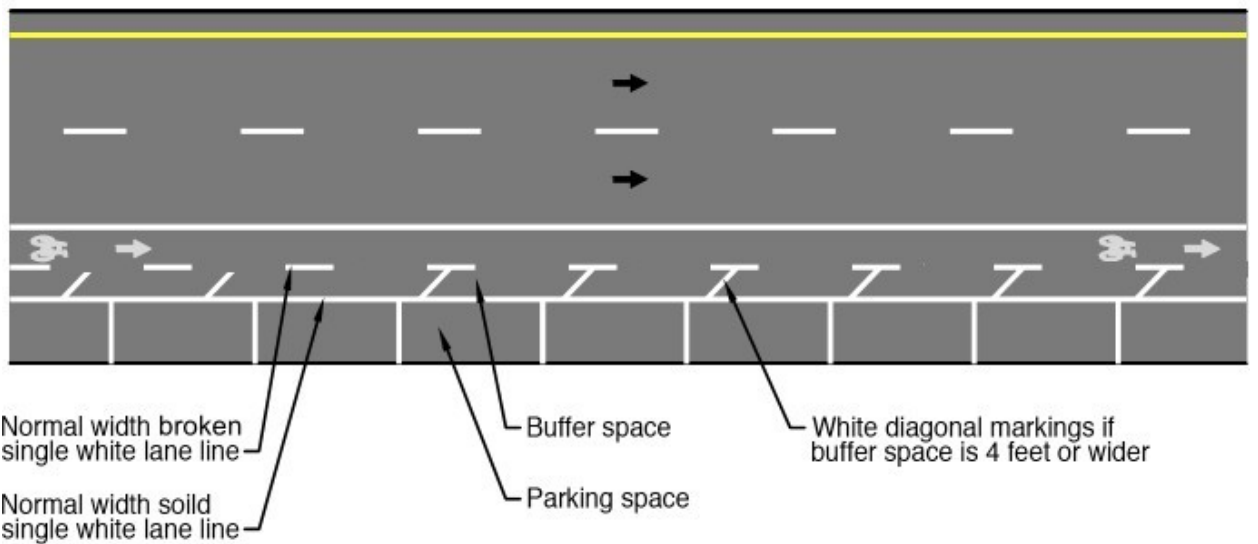 Normal width broken
single white lane line
Normal width soild
single white lane line
Buffer space
Parking space
White diagonal markings if
buffer space is 4 feet or wider